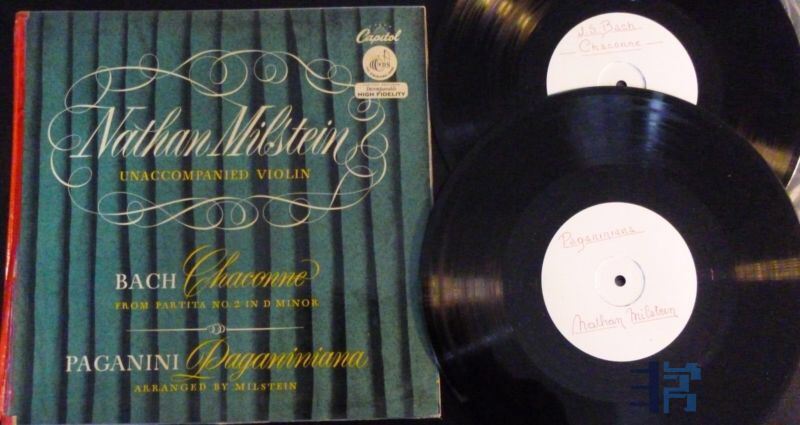 Capitol
FDS
HIGH FIDELITY
Nathan Milstein
UNACCOMPANIED VIOLIN
BACH Chaconne
FROM PARTITA NO. 2 IN D MINOR
PAGANINI Paganiniana
ARRANGED BY MILSTEIN
J.S. Bach
Chaconne
Paganiniana
Nathan Milstein